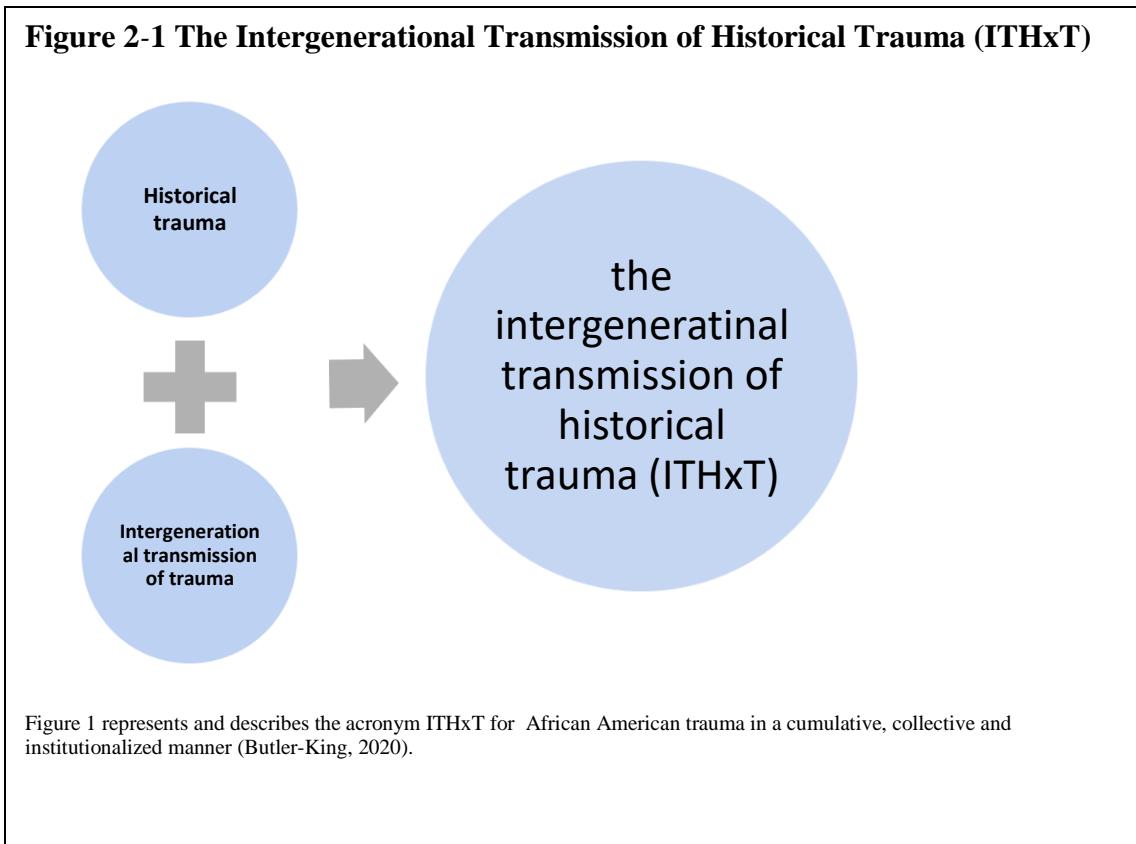 Figure 2-1 The Intergenerational Transmission of Historical Trauma (ITHxT)
Historical
trauma
Intergeneration
al transmission
of trauma
the
intergeneratinal
transmission of
historical
trauma (ITHxT)
Figure 1 represents and describes the acronym ITHxT for  African American trauma in a cumulative, collective and
institutionalized manner (Butler-King, 2020).